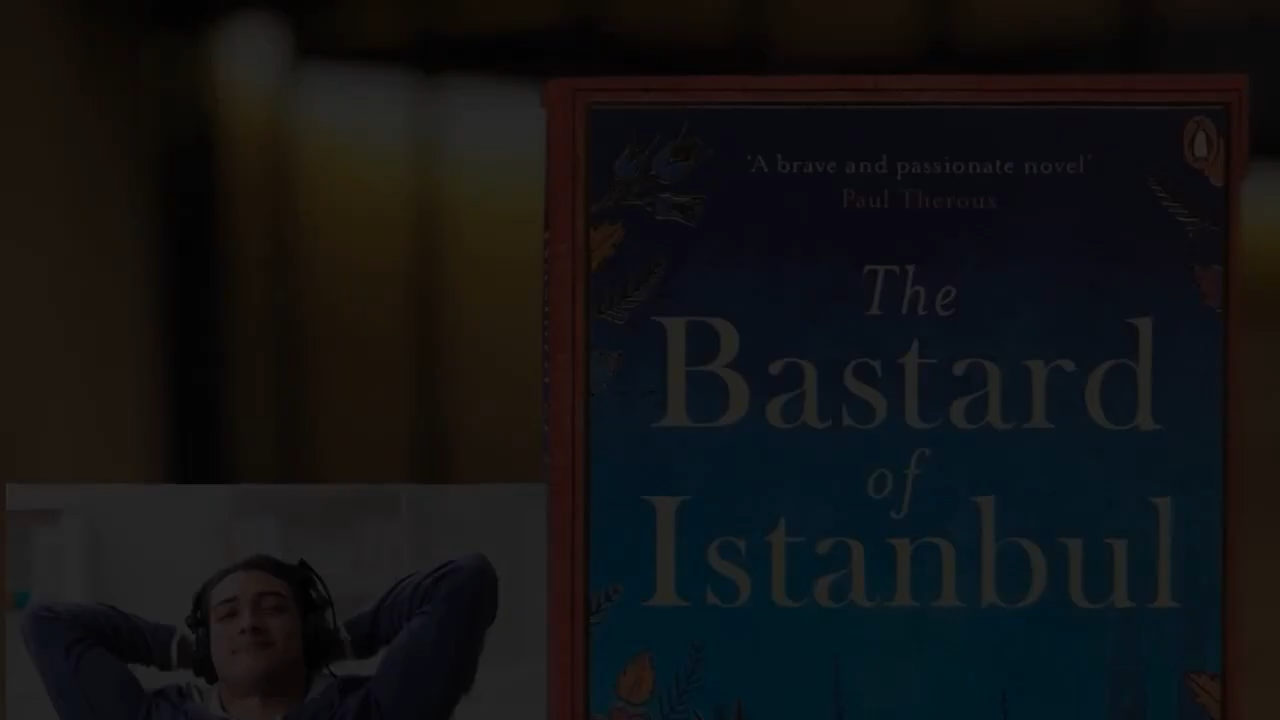 'A brave and passionate novel'
Paul Theroux
The
Bastard
of
Istanbul